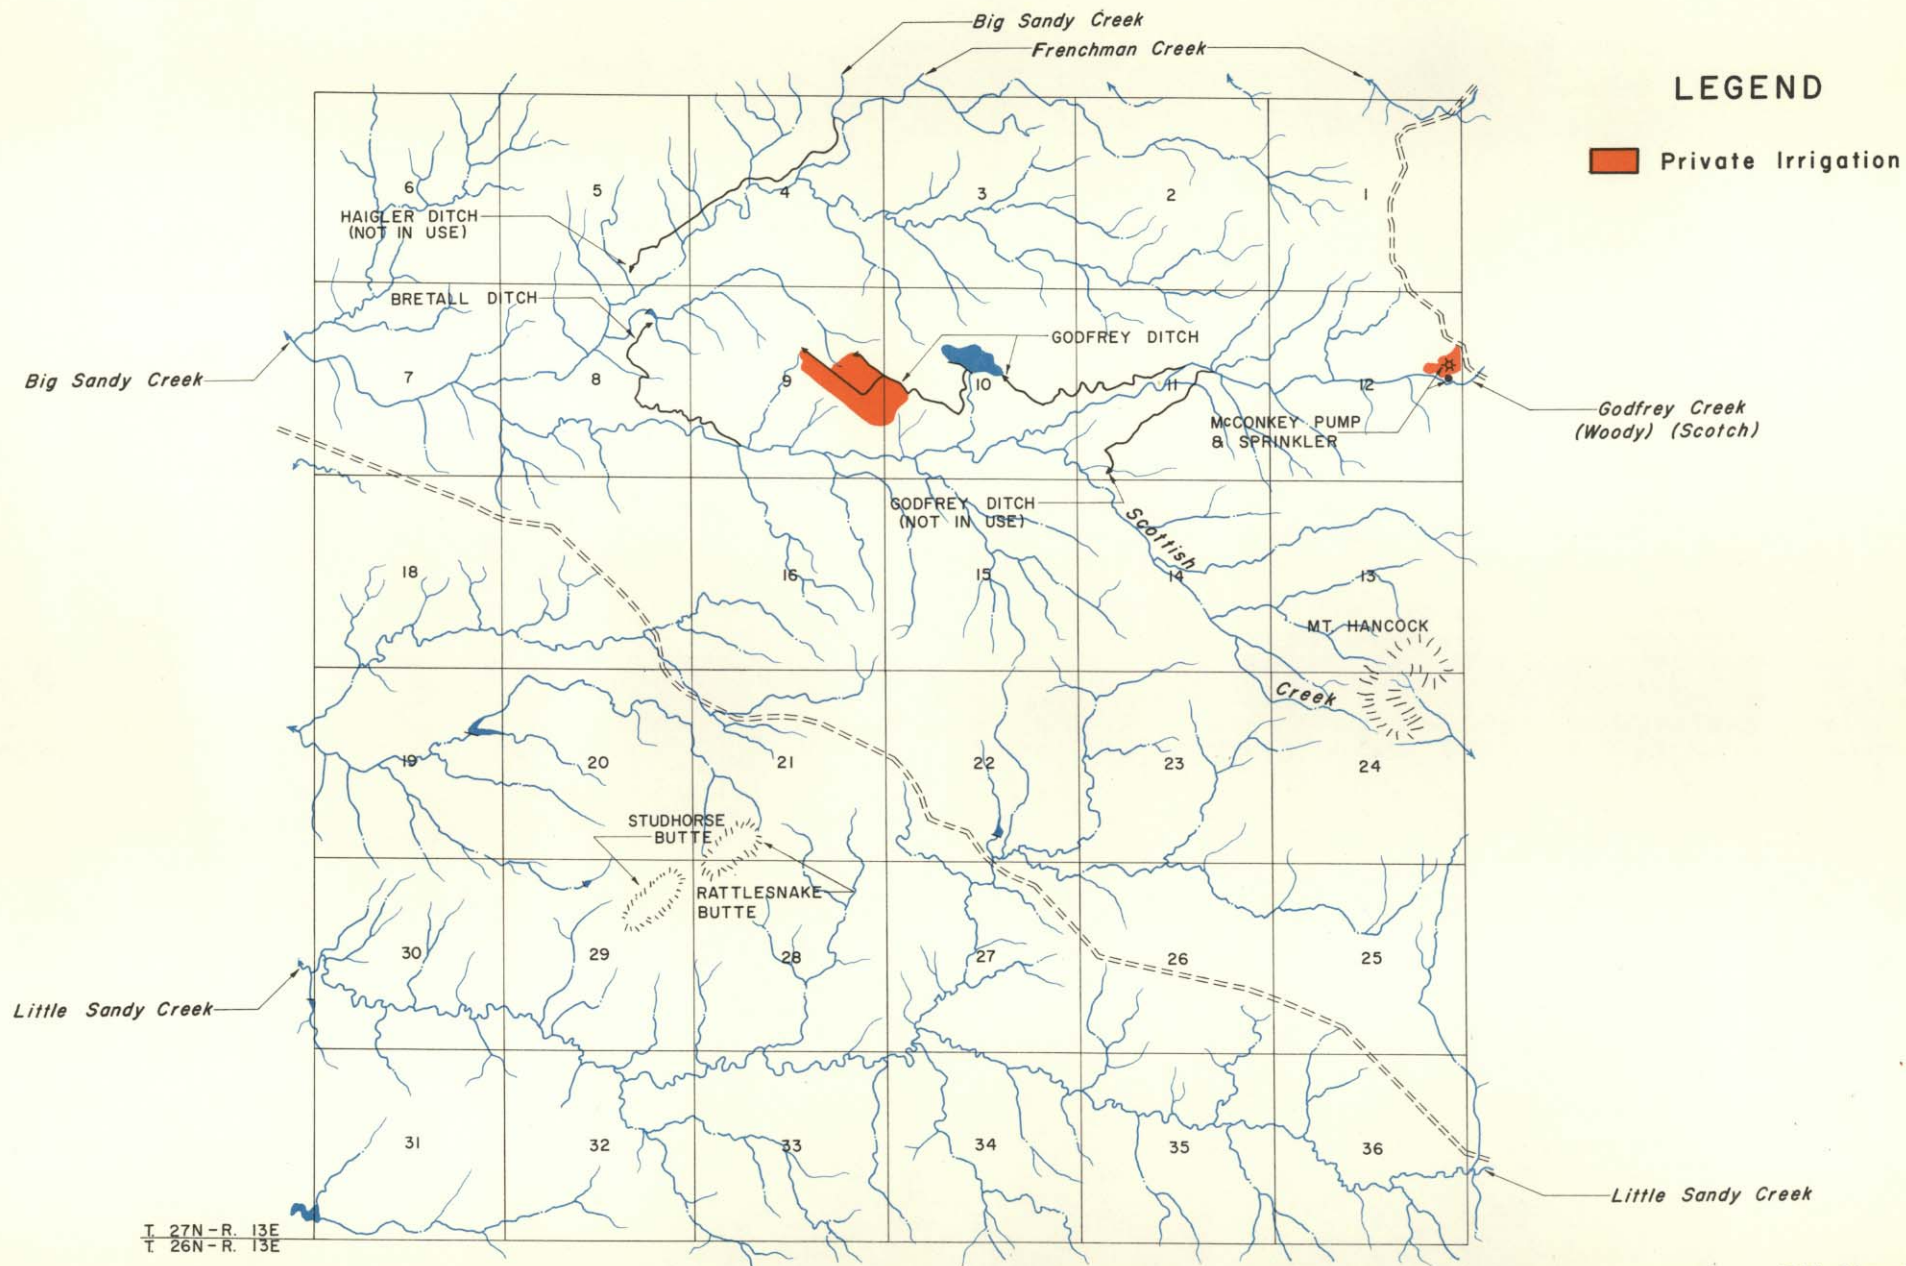 Big Sandy Creek
Frenchman Creek
LEGEND
Private Irrigation
6
5
4
3
2
1
HAIGLER DITCH
(NOT IN USE)
BRETALL DITCH
GODFREY DITCH
Big Sandy Creek
7
8
9
10
11
12
McCONKEY PUMP
& SPRINKLER
Godfrey Creek
(Woody) (Scotch)
GODFREY DITCH
(NOT IN USE)
Scottish
Creek
18
16
15
14
13
MT. HANCOCK
19
20
21
22
23
24
STUDHORSE
BUTTE
RATTLESNAKE
BUTTE
30
29
28
27
26
25
Little Sandy Creek
31
32
33
34
35
36
Little Sandy Creek
T. 27N-R. 13E
T. 26N-R. 13E